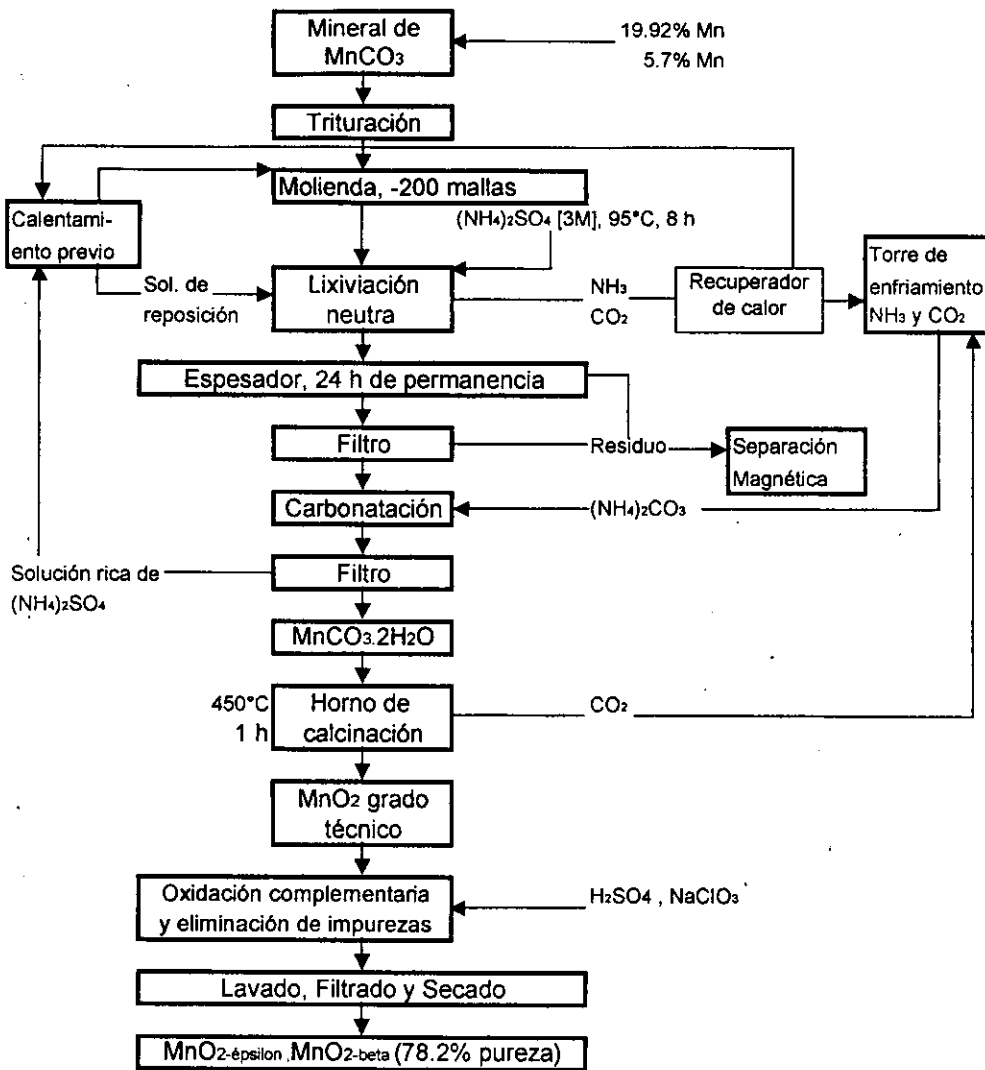 Mineral de
MnCO₃
19.92% Mn
5.7% Mn
Trituración
Molienda, -200 mallas
(NH₄)₂SO₄ [3M], 95°C, 8 h
Calentami-
ento previo
Sol. de
reposición
Lixiviación
neutra
NH₃
CO₂
Recuperador
de calor
Torre de
enfriamiento
NH₃ y CO₂
Espesador, 24 h de permanencia
Filtro
Residuo
Separación
Magnética
Carbonatación
(NH₄)₂CO₃
Solución rica de
(NH₄)₂SO₄
Filtro
MnCO₃.2H₂O
450°C
1 h
Horno de
calcinación
CO₂
MnO₂ grado
técnico
Oxidación complementaria
y eliminación de impurezas
H₂SO4 , NaClO₃
Lavado, Filtrado y Secado
MnO₂-épsilon,MnO₂-beta (78.2% pureza)